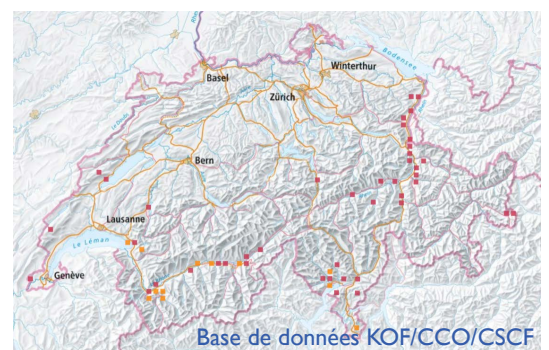 Bodensee
Basel
Winterthur
Zürich
Bern
Lausanne
Le Léman
Genève
Base de données KOF/CCO/CSCF